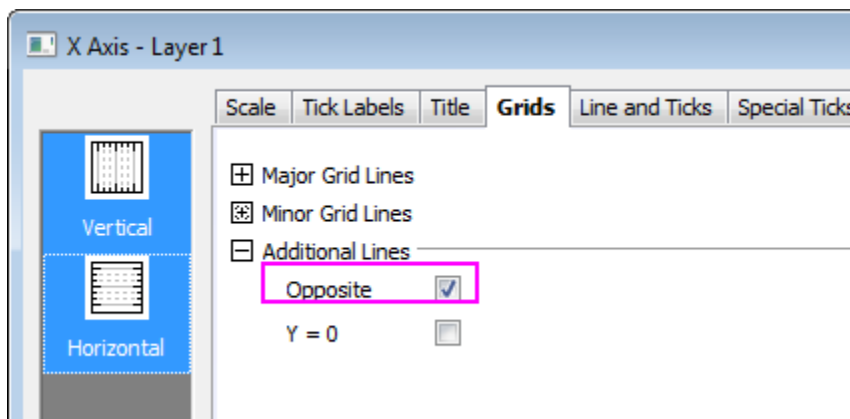 X Axis - Layer 1
Scale Tick Labels Title Grids Line and Ticks Special Ticks
Vertical
Horizontal
Major Grid Lines
Minor Grid Lines
Additional Lines
Opposite
Y = 0